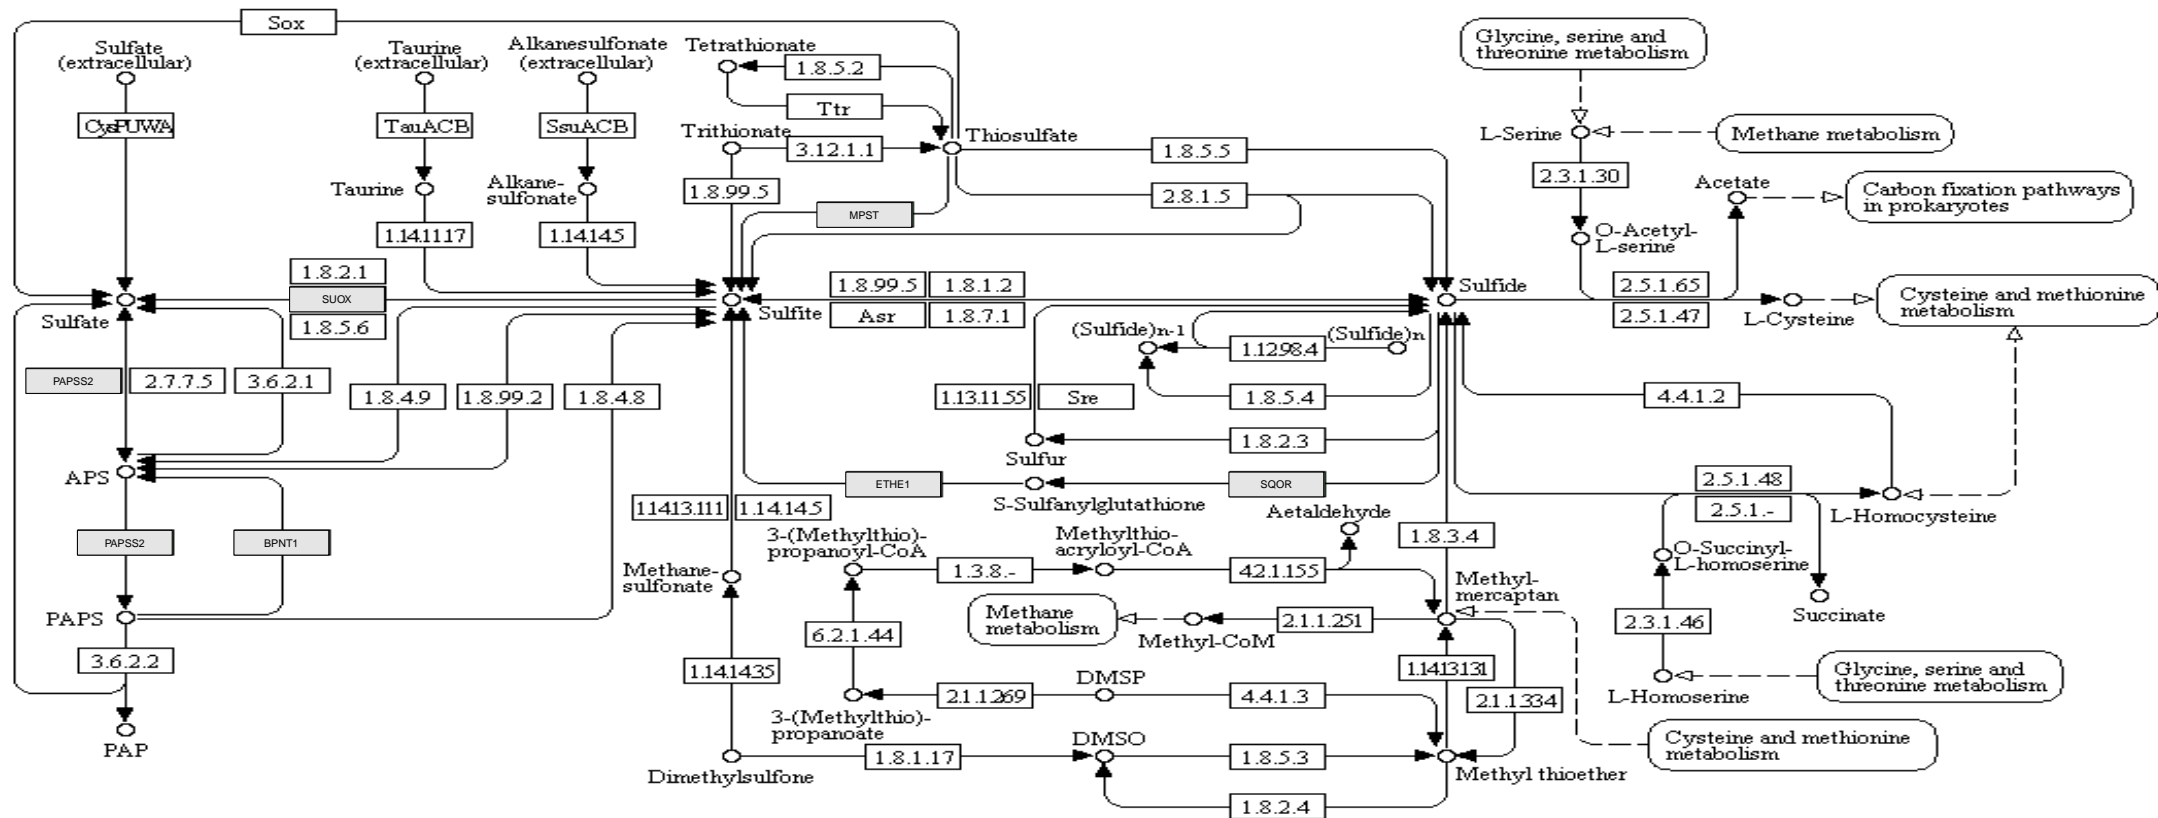 Sox
Sulfate
(extracellular)
Taurine
(extracellular)
Alkanesulfonate
(extracellular)
Tetrathionate
1.8.5.2
Ttr
Glycine, serine and
threonine metabolism
CysPUWA
TauACB
SsuACB
Trithionate
3.12.1.1
Thiosulfate
1.8.5.5
L-Serine
Methane metabolism
Taurine
Alkane-
sulfonate
1.8.99.5
2.8.1.5
2.3.1.30
Acetate
Carbon fixation pathways
in prokaryotes
MPST
1.14.11.17
1.14.14.5
O-Acetyl-
L-serine
1.8.2.1
SUOX
1.8.5.6
Sulfate
Sulfite
1.8.99.5
1.8.1.2
Asr
1.8.7.1
Sulfide
2.5.1.65
2.5.1.47
L-Cysteine
Cysteine and methionine
metabolism
(Sulfide)n-1
1.12.98.4
(Sulfide)n
PAPSS2
2.7.7.5
3.6.2.1
1.8.4.9
1.8.99.2
1.8.4.8
1.13.11.55
Sre
1.8.5.4
4.4.1.2
1.8.2.3
Sulfur
APS
ETHE1
S-Sulfanylglutathione
SQOR
2.5.1.48
2.5.1.-
L-Homocysteine
1.14.13.111
1.14.14.5
PAPSS2
BPNT1
3-(Methylthio)-
propanoyl-CoA
Methylthio-
acryloyl-CoA
Aetaldehyde
1.8.3.4
O-Succinyl-
L-homoserine
Methane-
sulfonate
1.3.8.-
4.2.1.155
Methyl-
mercaptan
Succinate
PAPS
Methane
metabolism
Methyl-CoM
2.1.1.251
2.3.1.46
6.2.1.44
3.6.2.2
1.14.14.35
DMSP
2.1.1.269
4.4.1.3
1.14.13.131
2.1.1.334
L-Homoserine
Glycine, serine and
threonine metabolism
3-(Methylthio)-
propanoate
PAP
DMSO
Cysteine and methionine
metabolism
Dimethylsulfone
1.8.1.17
1.8.5.3
Methyl thioether
1.8.2.4